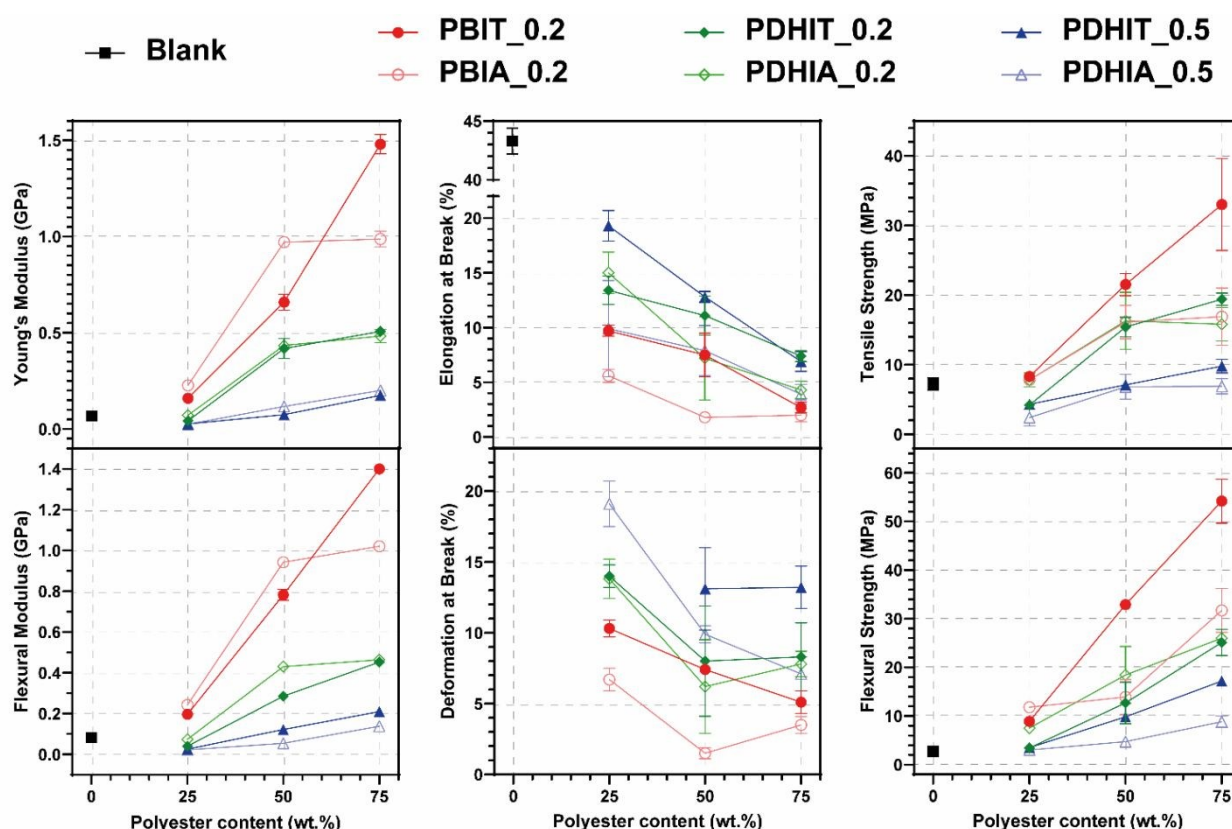 Blank
PBIT_0.2
PDHIT_0.2
PDHIT_0.5
PBIA_0.2
PDHIA_0.2
PDHIA_0.5
Young's Modulus (GPa)
1.5
1.0
0.5
0.0
Elongation at Break (%)
45
40
20
15
10
5
0
Tensile Strength (MPa)
40
30
20
10
0
Flexural Modulus (GPa)
1.4
1.2
1.0
0.8
0.6
0.4
0.2
0.0
0 25 50 75
Polyester content (wt.%)
Deformation at Break (%)
20
15
10
5
0
0 25 50 75
Polyester content (wt.%)
Flexural Strength (MPa)
60
50
40
30
20
10
0
0 25 50 75
Polyester content (wt.%)